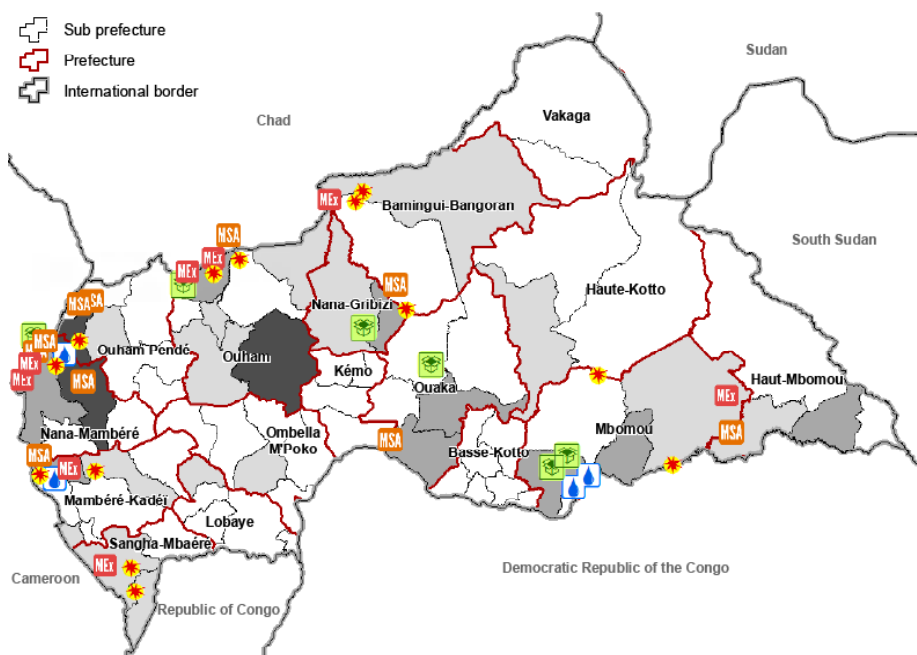 Sub prefecture
Prefecture
International border
Sudan
Chad
Vakaga
MEx
Bamingui-Bangoran
MSA
South Sudan
MEx
MEx
MSA
Haute-Kotto
Nana-Gribizi
MSA
SA
MSA
Ouham Pendé
Ouham
Kémo
Ouaka
Haut-Mbomou
MEx
MEx
MSA
Nana-Mambéré
Ombella
M'Poko
MSA
Basse-Kotto
Mbomou
MSA
MSA
MEx
Mambéré-Kadéï
Lobaye
Sangha-Mbaéré
MEx
Cameroon
Republic of Congo
Democratic Republic of the Congo